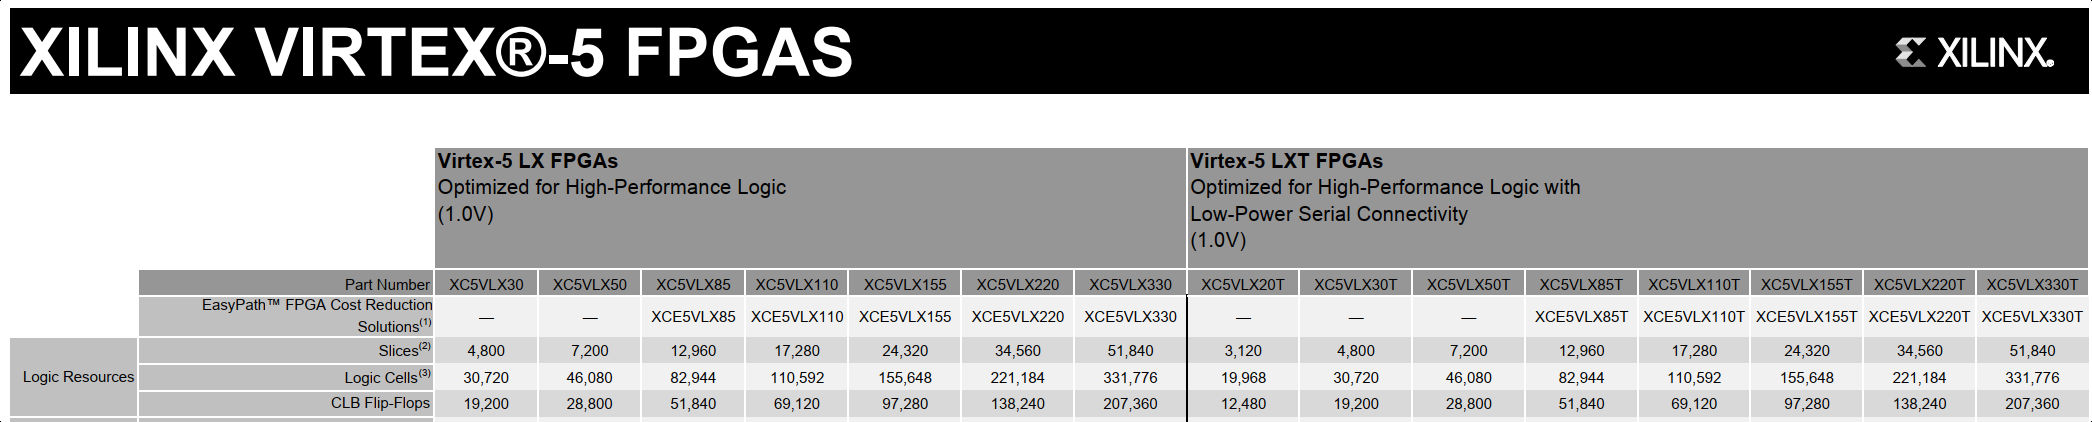 XILINX VIRTEX®-5 FPGAS
XILINX®
Virtex-5 LX FPGAs
Optimized for High-Performance Logic
(1.0V)
Virtex-5 LXT FPGAs
Optimized for High-Performance Logic with
Low-Power Serial Connectivity
(1.0V)
Part Number XC5VLX30 XC5VLX50 XC5VLX85 XC5VLX110 XC5VLX155 XC5VLX220 XC5VLX330 XC5VLX20T XC5VLX30T XC5VLX50T XC5VLX85T XC5VLX110T XC5VLX155T XC5VLX220T XC5VLX330T
EasyPath™ FPGA Cost Reduction
Solutions(1) — — XCE5VLX85 XCE5VLX110 XCE5VLX155 XCE5VLX220 XCE5VLX330 — — — XCE5VLX85T XCE5VLX110T XCE5VLX155T XCE5VLX220T XCE5VLX330T
Logic Resources
Slices(2) 4,800 7,200 12,960 17,280 24,320 34,560 51,840 3,120 4,800 7,200 12,960 17,280 24,320 34,560 51,840
Logic Cells(3) 30,720 46,080 82,944 110,592 155,648 221,184 331,776 19,968 30,720 46,080 82,944 110,592 155,648 221,184 331,776
CLB Flip-Flops 19,200 28,800 51,840 69,120 97,280 138,240 207,360 12,480 19,200 28,800 51,840 69,120 97,280 138,240 207,360